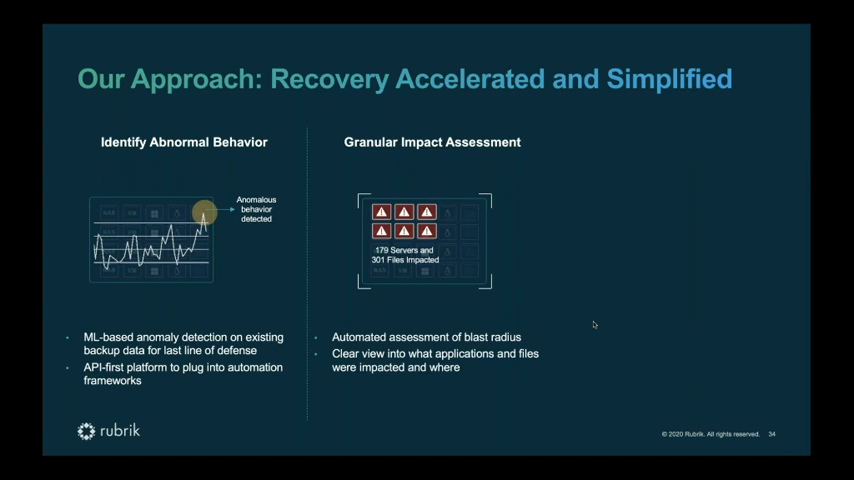 Our Approach: Recovery Accelerated and Simplified
Identify Abnormal Behavior
Anomalous
behavior
detected
• ML-based anomaly detection on existing
backup data for last line of defense
• API-first platform to plug into automation
frameworks
Granular Impact Assessment
179 Servers and
301 Files Impacted
• Automated assessment of blast radius
• Clear view into what applications and files
were impacted and where
rubrik
© 2020 Rubrik. All rights reserved. 34